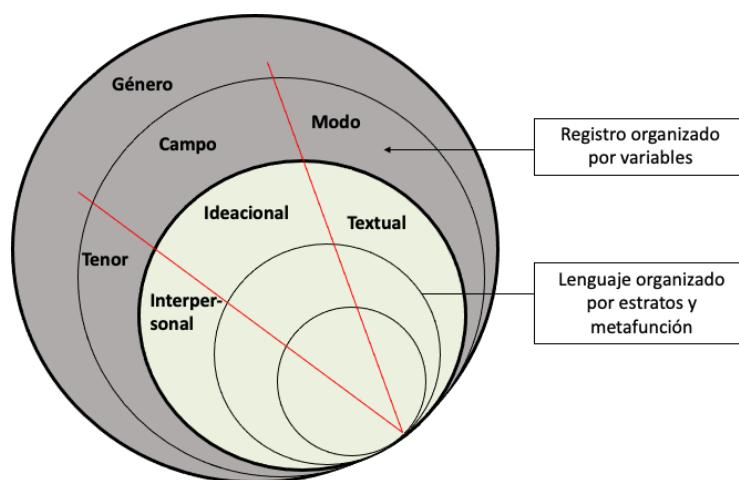 Género
Modo
Campo
Registro organizado
por variables
Ideacional
Textual
Tenor
Interper-
sonal
Lenguaje organizado
por estratos y
metafunción